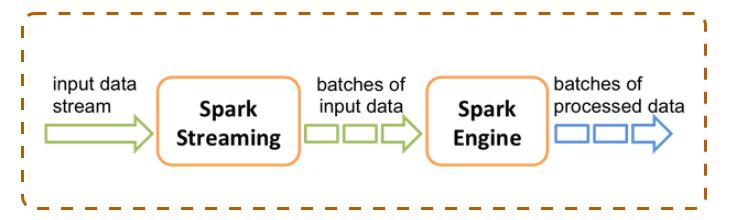 input data
stream
Spark
Streaming
batches of
input data
Spark
Engine
batches of
processed data